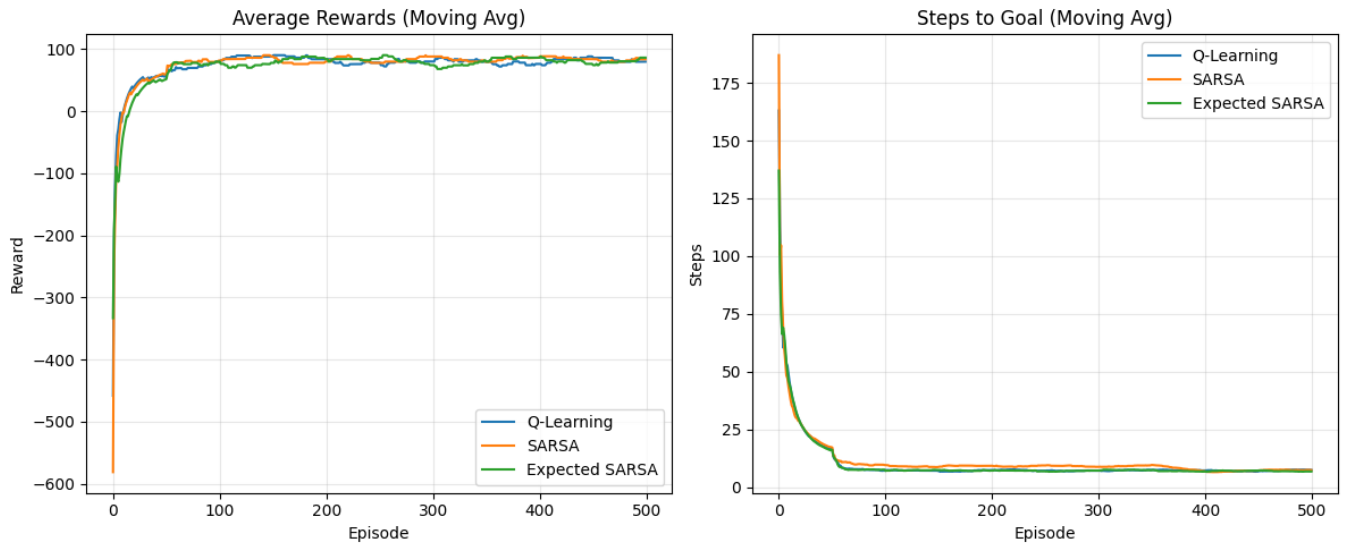 Average Rewards (Moving Avg)
100
0
−100
−200
−300
−400
−500
−600
Reward
0
100
200
300
400
500
Episode
Q-Learning
SARSA
Expected SARSA
Steps to Goal (Moving Avg)
175
150
125
100
75
50
25
0
Steps
0
100
200
300
400
500
Episode
Q-Learning
SARSA
Expected SARSA